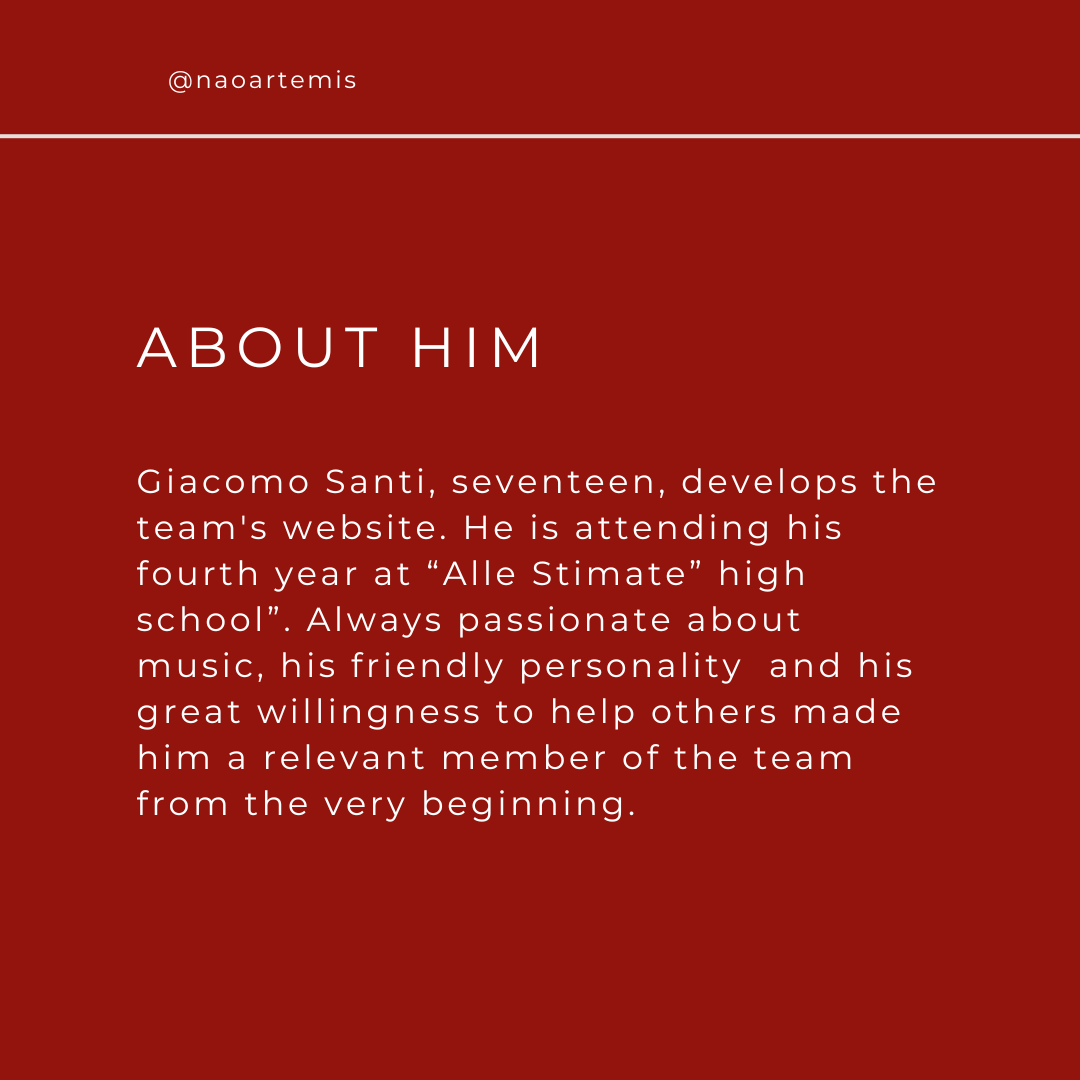 @naoartemis
ABOUT HIM
Giacomo Santi, seventeen, develops the
team's website. He is attending his
fourth year at “Alle Stimate” high
school”. Always passionate about
music, his friendly personality  and his
great willingness to help others made
him a relevant member of the team
from the very beginning.